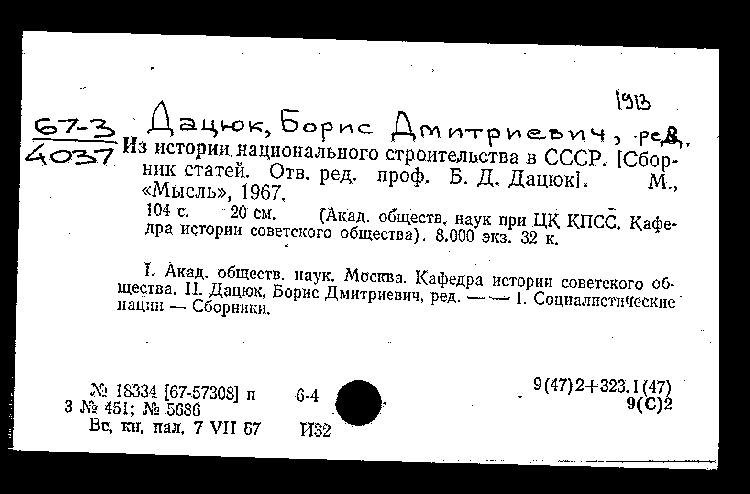 1913
67-3 Дацюк, Борис Дмитриевич, ред.
4037 Из истории национального строительства в СССР. [Сбор-
ник статей. Отв. ред. проф. Б. Д. Дацюк]. М.,
«Мысль», 1967.
104 с. 20 см. (Акад. обществ. наук при ЦК КПСС. Кафе-
дра истории советского общества). 8.000 экз. 32 к.
I. Акад. обществ. наук. Москва. Кафедра истории советского об-
щества. II. Дацюк, Борис Дмитриевич, ред. — — 1. Социалистические
нации — Сборники.
№ 18334 [67-57308] п 6-4 9(47)2+323.1(47)
3 № 451; № 5686 9(С)2
Вс. кн. пал. 7 VII 67 И32